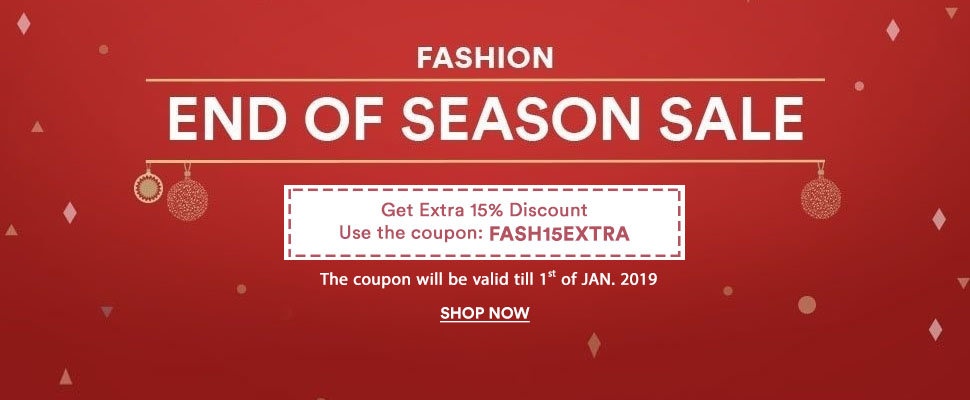 FASHION
END OF SEASON SALE
Get Extra 15% Discount
Use the coupon: FASH15EXTRA
The coupon will be valid till 1st of JAN. 2019
SHOP NOW